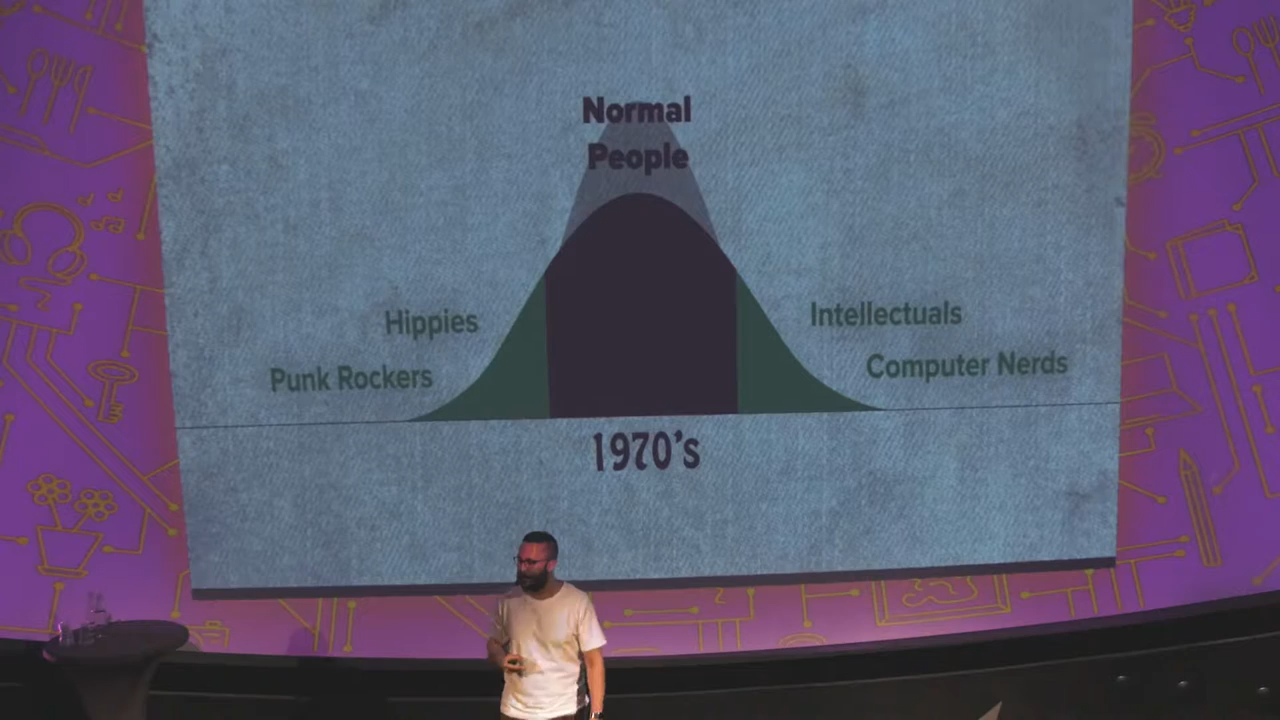 Normal
People
Hippies
Intellectuals
Punk Rockers
Computer Nerds
1970's